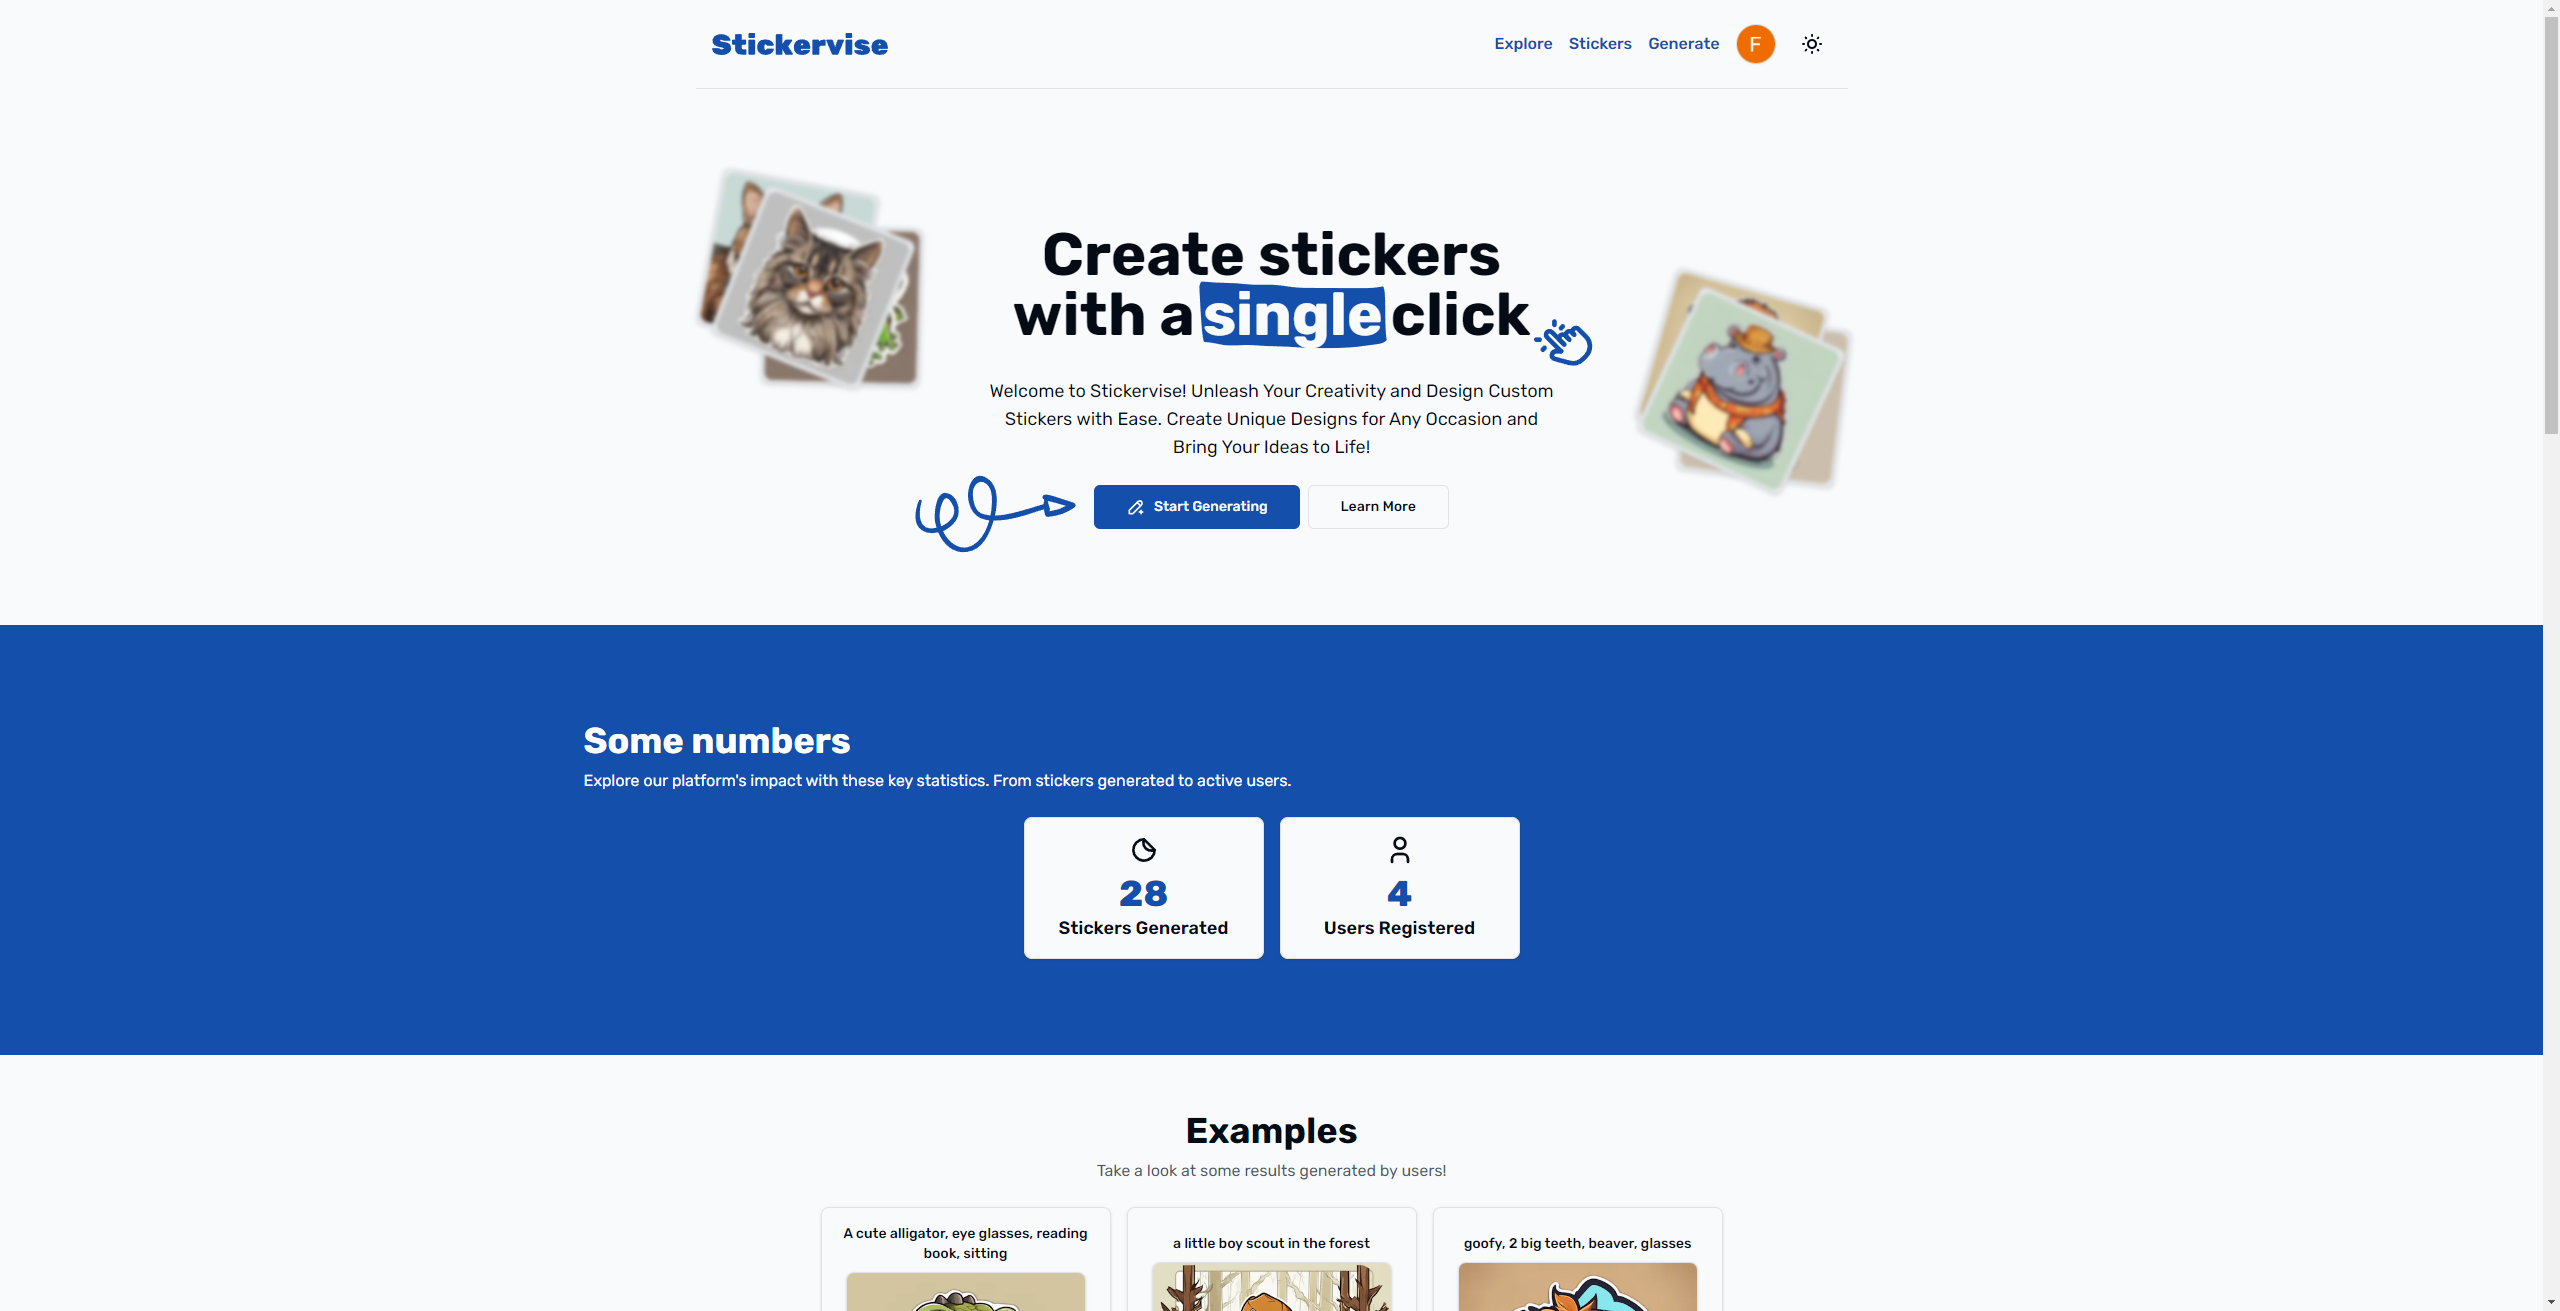 Stickervise
Explore
Stickers
Generate
F
Create stickers
with a single click
Welcome to Stickervise! Unleash Your Creativity and Design Custom
Stickers with Ease. Create Unique Designs for Any Occasion and
Bring Your Ideas to Life!
Start Generating
Learn More
Some numbers
Explore our platform's impact with these key statistics. From stickers generated to active users.
28
Stickers Generated
4
Users Registered
Examples
Take a look at some results generated by users!
A cute alligator, eye glasses, reading
book, sitting
a little boy scout in the forest
goofy, 2 big teeth, beaver, glasses